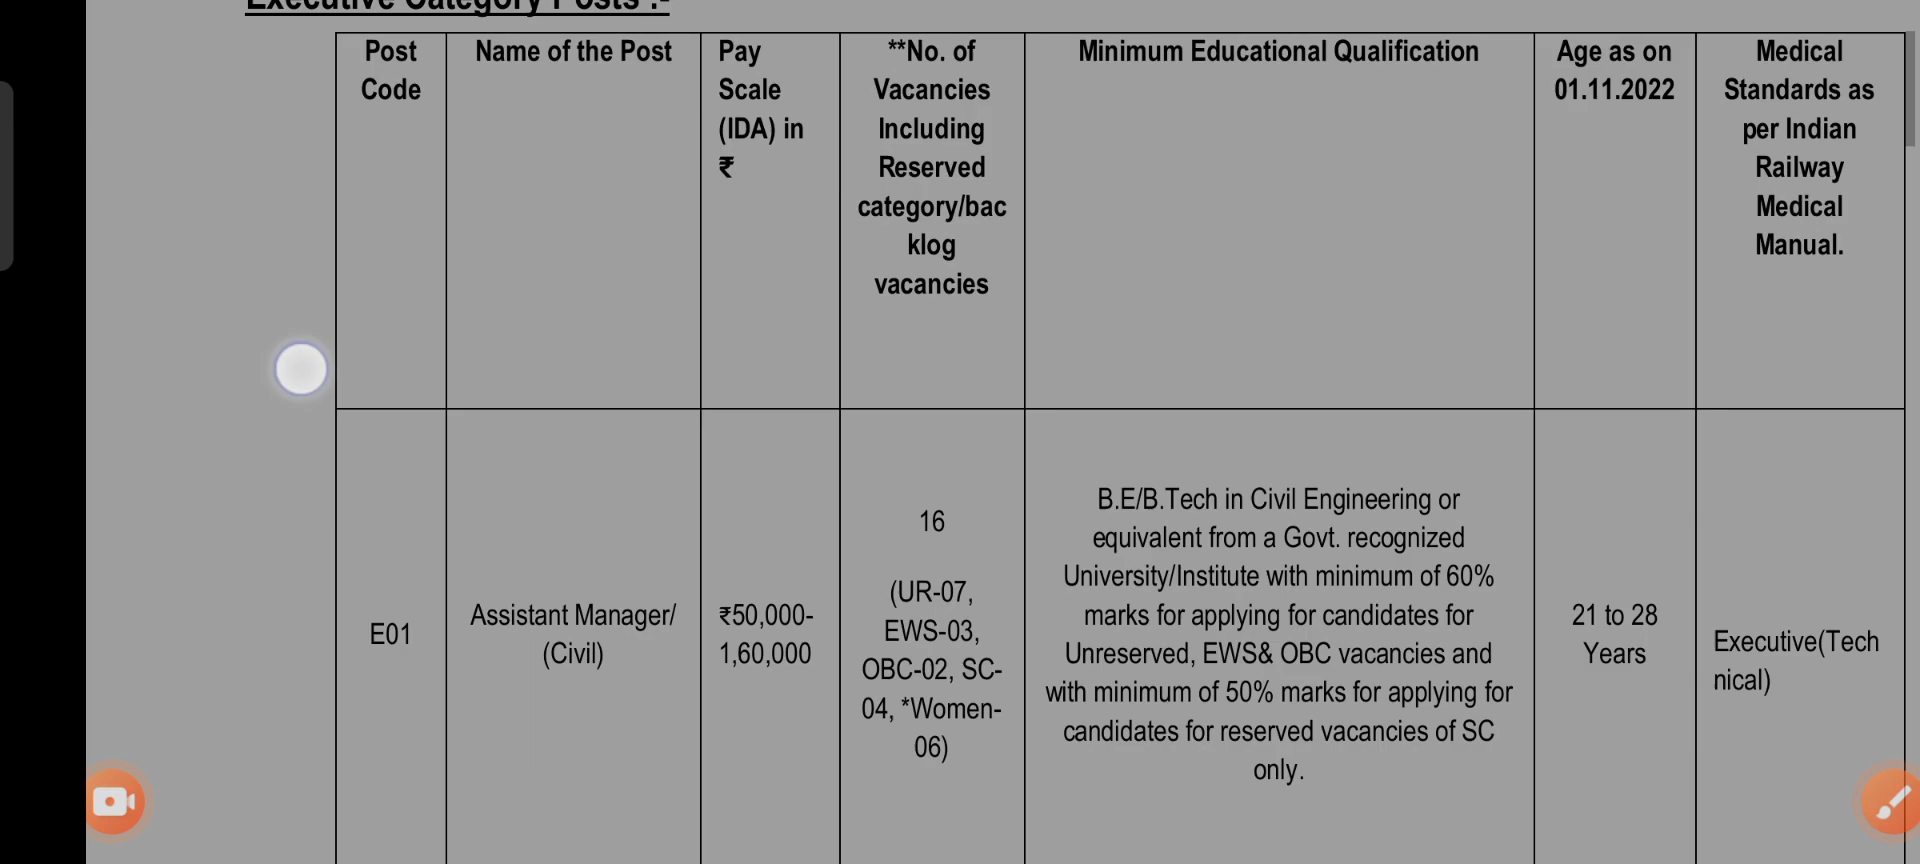 Executive Category Posts :-
Post
Code
Name of the Post
Pay
Scale
(IDA) in
₹
**No. of
Vacancies
Including
Reserved
category/bac
klog
vacancies
Minimum Educational Qualification
Age as on
01.11.2022
Medical
Standards as
per Indian
Railway
Medical
Manual.
E01
Assistant Manager/
(Civil)
₹50,000-
1,60,000
16
(UR-07,
EWS-03,
OBC-02, SC-
04, *Women-
06)
B.E/B.Tech in Civil Engineering or
equivalent from a Govt. recognized
University/Institute with minimum of 60%
marks for applying for candidates for
Unreserved, EWS& OBC vacancies and
with minimum of 50% marks for applying for
candidates for reserved vacancies of SC
only.
21 to 28
Years
Executive(Tech
nical)